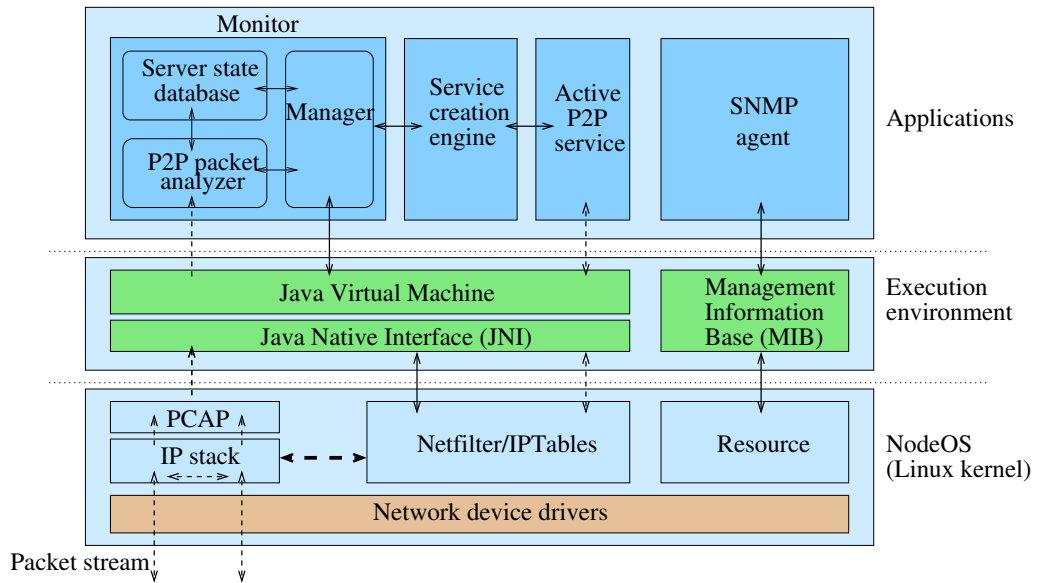 Monitor
Server state
database
Manager
P2P packet
analyzer
Service
creation
engine
Active
P2P
service
SNMP
agent
Applications
Java Virtual Machine
Java Native Interface (JNI)
Management
Information
Base (MIB)
Execution
environment
PCAP
IP stack
Netfilter/IPTables
Resource
NodeOS
(Linux kernel)
Network device drivers
Packet stream